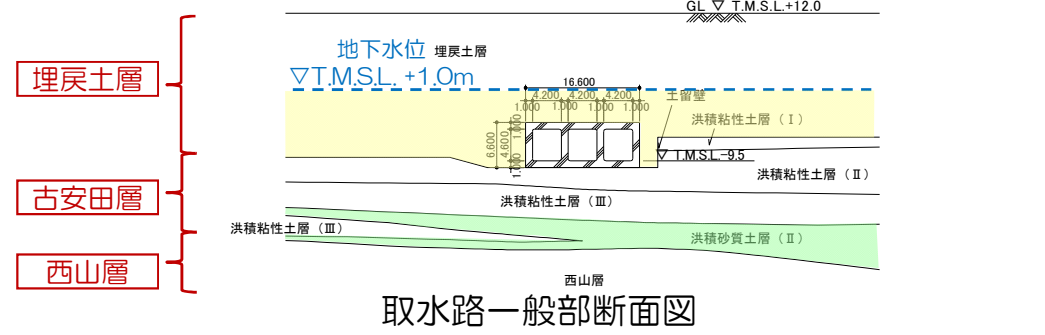 GL ▽ T.M.S.L.+12.0
地下水位 埋戻土層
▽T.M.S.L. +1.0m
埋戻土層
16.600
4.200 4.200 4.200
1.000 1.000 1.000 1.000
土留壁
洪積粘性土層（Ⅰ）
6.600
1.000
4.600
1.000
▽ T.M.S.L.-9.5
洪積粘性土層（Ⅱ）
古安田層
洪積粘性土層（Ⅲ）
洪積粘性土層（Ⅲ）
洪積砂質土層（Ⅱ）
西山層
西山層
取水路一般部断面図